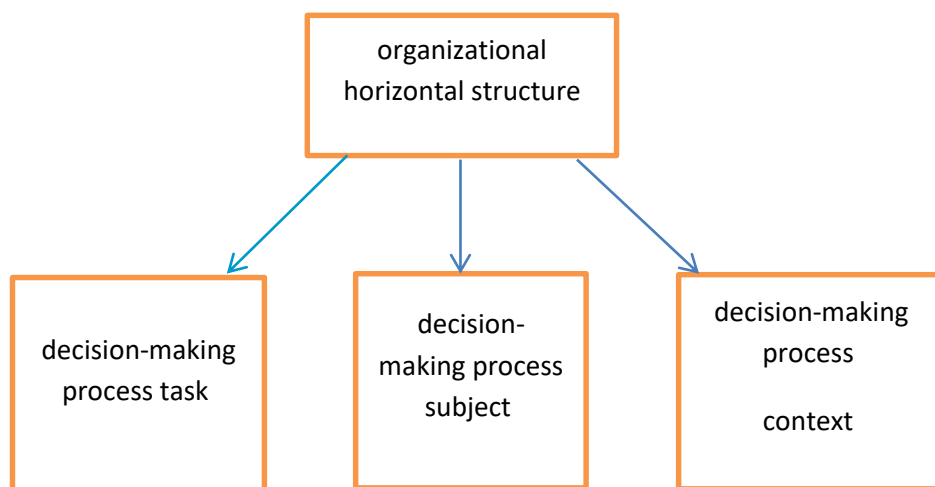 organizational
horizontal structure
decision-making
process task
decision-
making process
subject
decision-making
process
context